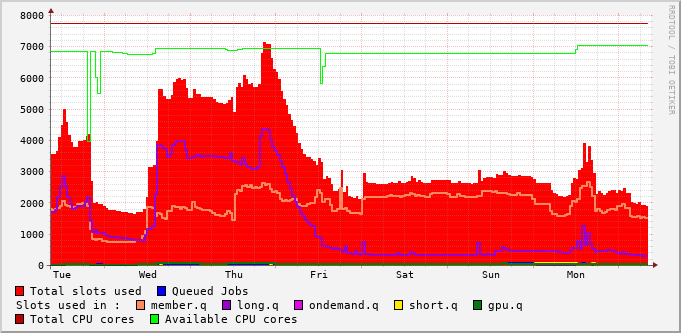 8000
7000
6000
5000
4000
3000
2000
1000
0
Tue Wed Thu Fri Sat Sun Mon
RRDTOOL / TOBI OETIKER
Total slots used Queued Jobs
Slots used in : member.q long.q ondemand.q short.q gpu.q
Total CPU cores Available CPU cores